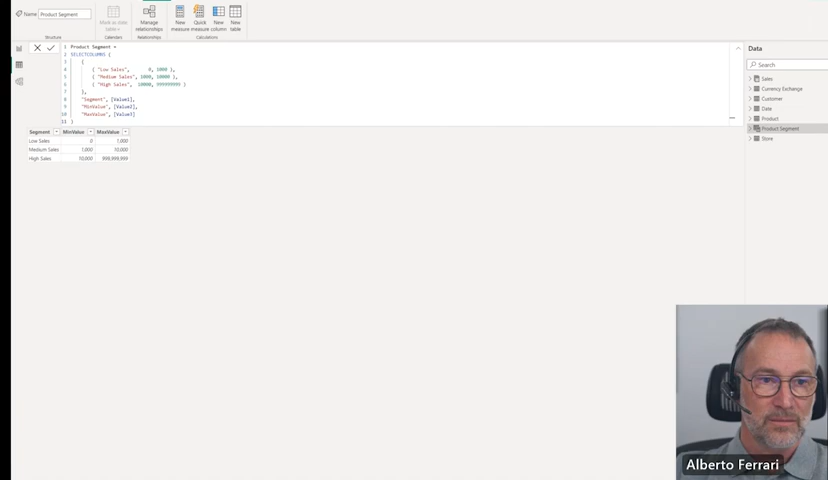 Name Product Segment
Mark as date table
Manage relationships
New measure
Quick measure
New column
New table
Structure
Calendars
Relationships
Calculations
1 Product Segment =
2 SELECTCOLUMNS (
3 {
4 ( "Low Sales", 0, 1000 ),
5 ( "Medium Sales", 1000, 10000 ),
6 ( "High Sales", 10000, 999999999 )
7 },
8 "Segment", [Value1],
9 "MinValue", [Value2],
10 "MaxValue", [Value3]
11 )
Segment MinValue MaxValue
Low Sales 0 1,000
Medium Sales 1,000 10,000
High Sales 10,000 999,999,999
Data
Search
Sales
Currency Exchange
Customer
Date
Product
Product Segment
Store
Alberto Ferrari